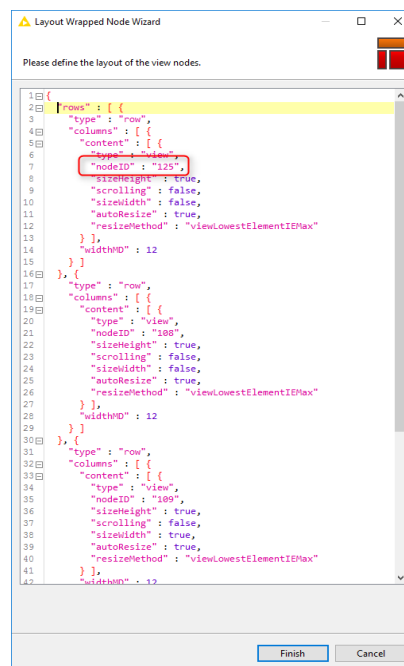 Layout Wrapped Node Wizard
Please define the layout of the view nodes.
1 {
2 "rows" : [ {
3 "type" : "row",
4 "columns" : [ {
5 "content" : [ {
6 "type" : "view",
7 "nodeID" : "125",
8 "sizeHeight" : true,
9 "scrolling" : false,
10 "sizeWidth" : false,
11 "autoResize" : true,
12 "resizeMethod" : "viewLowestElementIEMax"
13 } ],
14 "widthMD" : 12
15 } ]
16 }, {
17 "type" : "row",
18 "columns" : [ {
19 "content" : [ {
20 "type" : "view",
21 "nodeID" : "108",
22 "sizeHeight" : true,
23 "scrolling" : false,
24 "sizeWidth" : false,
25 "autoResize" : true,
26 "resizeMethod" : "viewLowestElementIEMax"
27 } ],
28 "widthMD" : 12
29 } ]
30 }, {
31 "type" : "row",
32 "columns" : [ {
33 "content" : [ {
34 "type" : "view",
35 "nodeID" : "109",
36 "sizeHeight" : true,
37 "scrolling" : false,
38 "sizeWidth" : true,
39 "autoResize" : true,
40 "resizeMethod" : "viewLowestElementIEMax"
41 } ],
42 "widthMD" : 12
Finish Cancel